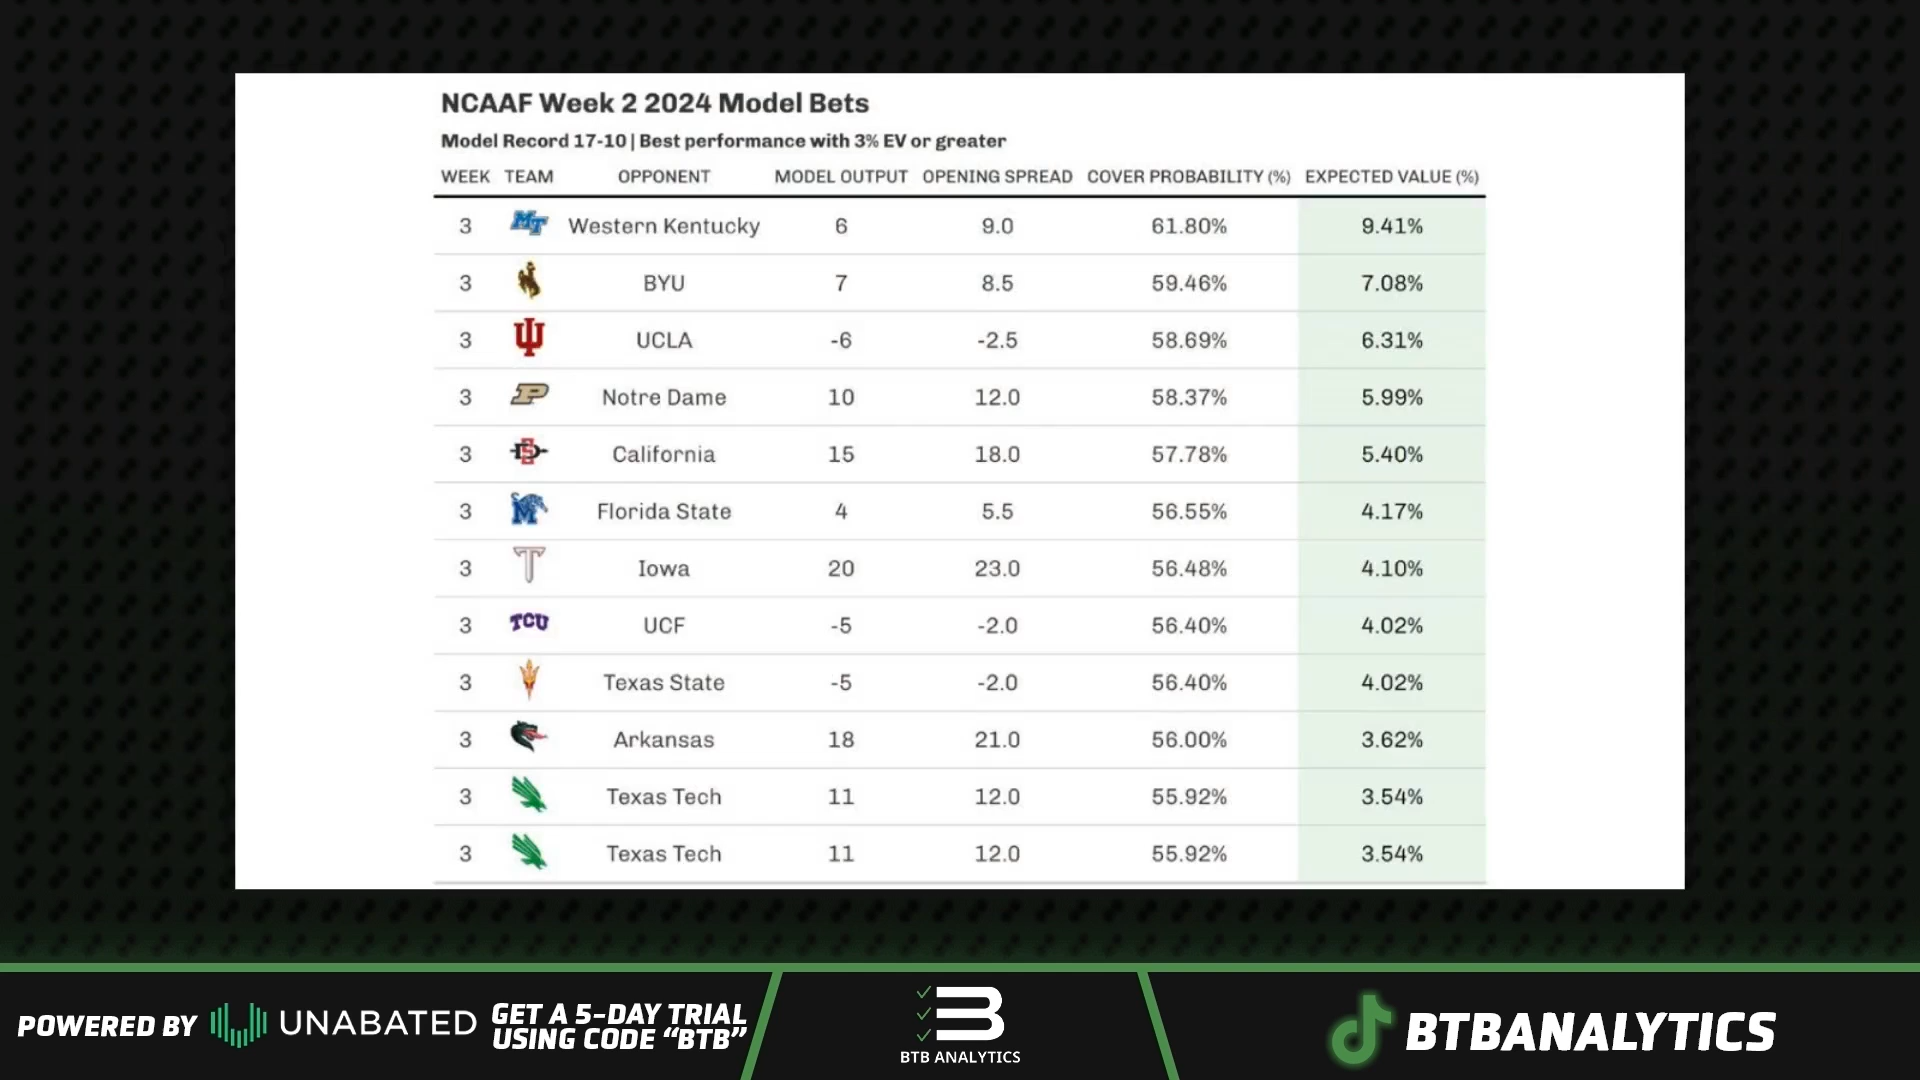 NCAAF Week 2 2024 Model Bets
Model Record 17-10 | Best performance with 3% EV or greater
WEEK TEAM OPPONENT MODEL OUTPUT OPENING SPREAD COVER PROBABILITY (%) EXPECTED VALUE (%)
3 MT Western Kentucky 6 9.0 61.80% 9.41%
3 BYU 7 8.5 59.46% 7.08%
3 UCLA -6 -2.5 58.69% 6.31%
3 P Notre Dame 10 12.0 58.37% 5.99%
3 SD California 15 18.0 57.78% 5.40%
3 M Florida State 4 5.5 56.55% 4.17%
3 T Iowa 20 23.0 56.48% 4.10%
3 TCU UCF -5 -2.0 56.40% 4.02%
3 Texas State -5 -2.0 56.40% 4.02%
3 Arkansas 18 21.0 56.00% 3.62%
3 Texas Tech 11 12.0 55.92% 3.54%
3 Texas Tech 11 12.0 55.92% 3.54%
POWERED BY UNABATED
GET A 5-DAY TRIAL
USING CODE “BTB”
B
BTB ANALYTICS
BTBANALYTICS